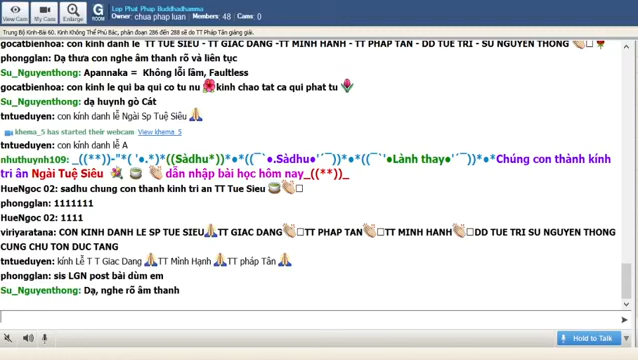 View Cam
My Cam
Enlarge
G
ROOM
Lop Phat Phap Buddhadhamma
Owner: chua phap luan | Members: 48 | Cams: 0
Trung Bộ Kinh-Bài 60. Kinh Không Thể Phủ Bác, phân đoạn 286 đến 288 sẽ do TT Pháp Tân giảng giải.
gocatbienhoa: con kinh danh le TT TUE SIEU - TT GIAC DANG -TT MINH HANH - TT PHAP TAN - DD TUE TRI - SU NGUYEN THONG
phongglan: Dạ thưa con nghe âm thanh rõ và liên tục
Su_Nguyenthong: Apannaka = Không lỗi lầm, Faultless
gocatbienhoa: con kinh le qui ba qui co tu nu kinh chao tat ca qui phat tu
Su_Nguyenthong: dạ huynh gò Cát
tntueduyen: con kính đảnh lễ Ngài Sp Tuệ Siêu
khema_5 has started their webcam View khema_5
tntueduyen: con kính đảnh lễ A
nhuthuynh109: _((**))-"*( '•.*)*((Sàdhu*))*●*((¯`●.Sàdhu●'´¯))*●*((¯`'●Lành thay●'´¯))*●*Chúng con thành kính
tri ân Ngài Tuệ Siêu dẫn nhập bài học hôm nay_((**))_
HueNgoc 02: sadhu chung con thanh kinh tri an TT Tue Sieu
phongglan: 1111111
HueNgoc 02: 1111
viriyaratana: CON KINH DANH LE SP TUE SIEU TT GIAC DANG TT PHAP TAN TT MINH HANH DD TUE TRI SU NGUYEN THONG
CUNG CHU TON DUC TANG
tntueduyen: kính Lễ T T Giac Dang TT Minh Hạnh TT pháp Tân
phongglan: sis LGN post bài dùm em
Su_Nguyenthong: Dạ, nghe rõ âm thanh
Hold to Talk